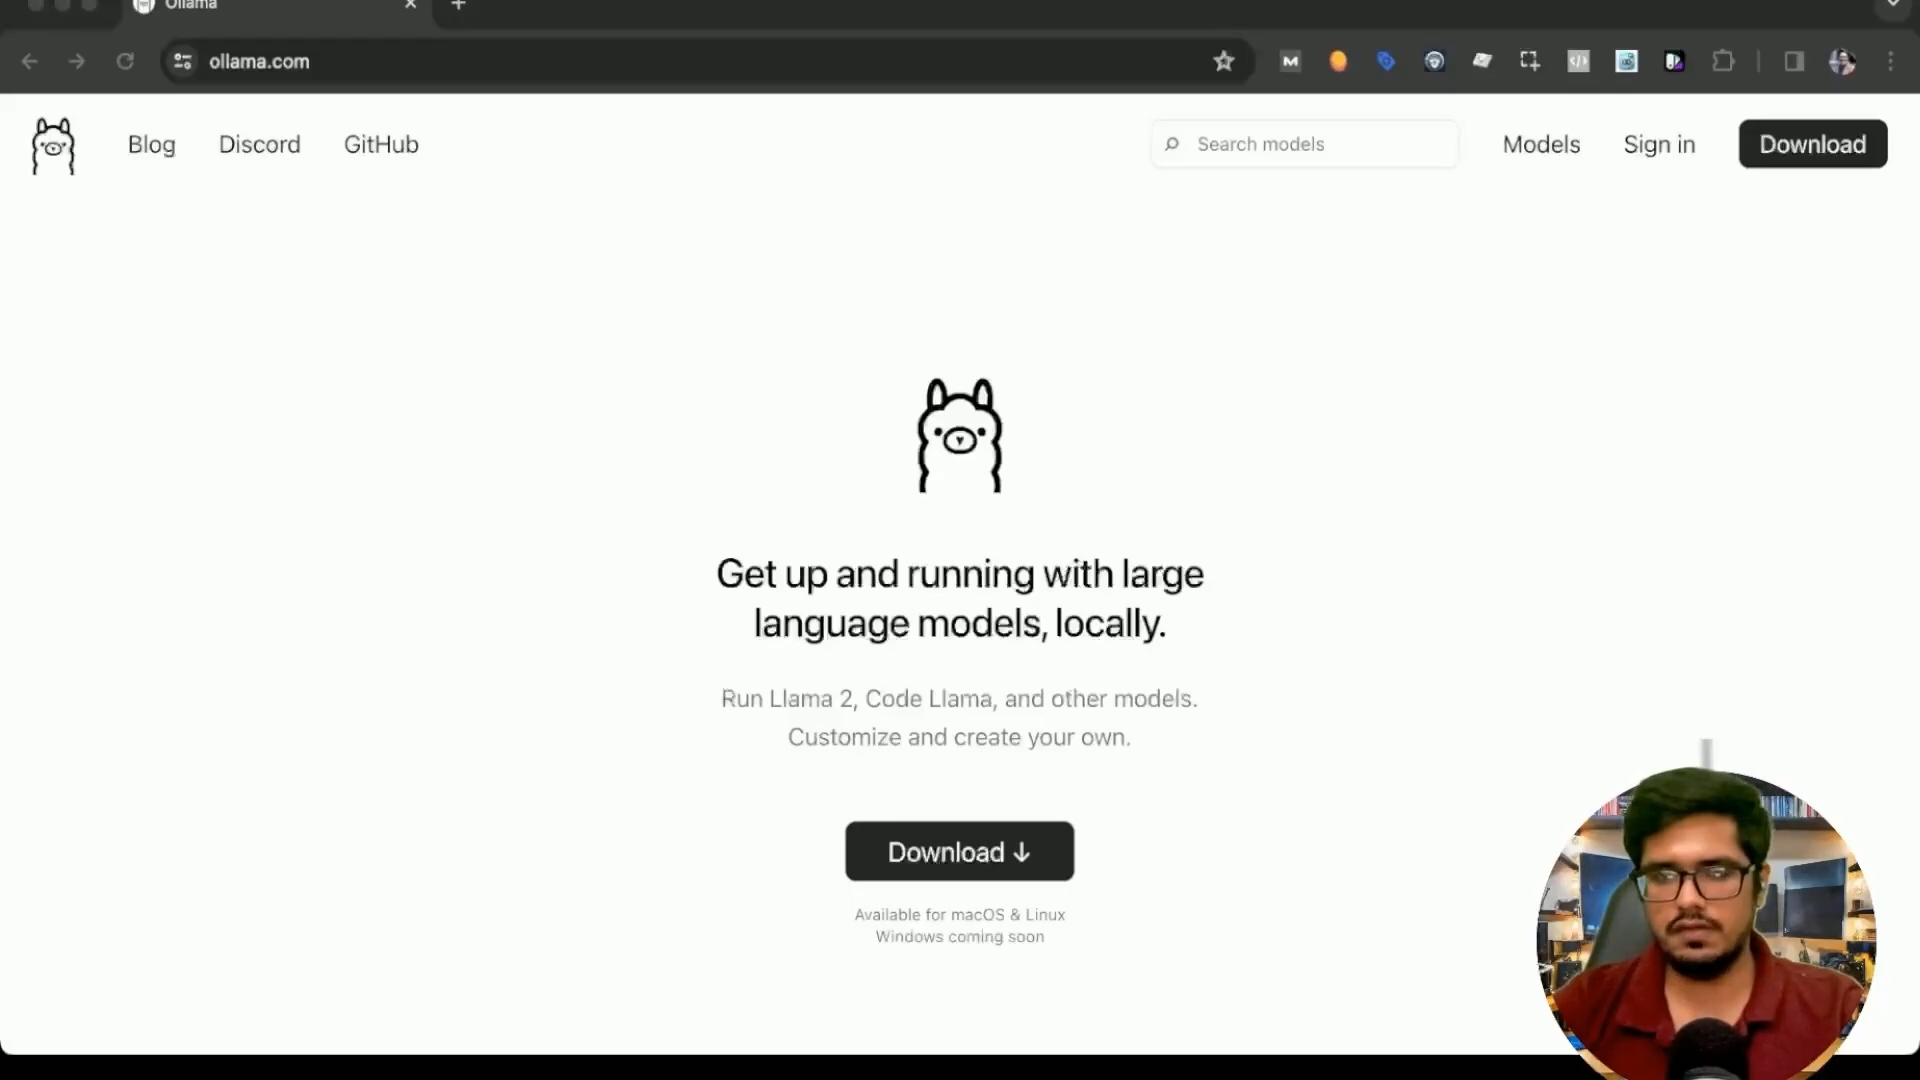 Ollama
ollama.com
Blog
Discord
GitHub
Search models
Models
Sign in
Download
Get up and running with large
language models, locally.
Run Llama 2, Code Llama, and other models.
Customize and create your own.
Download ↓
Available for macOS & Linux
Windows coming soon